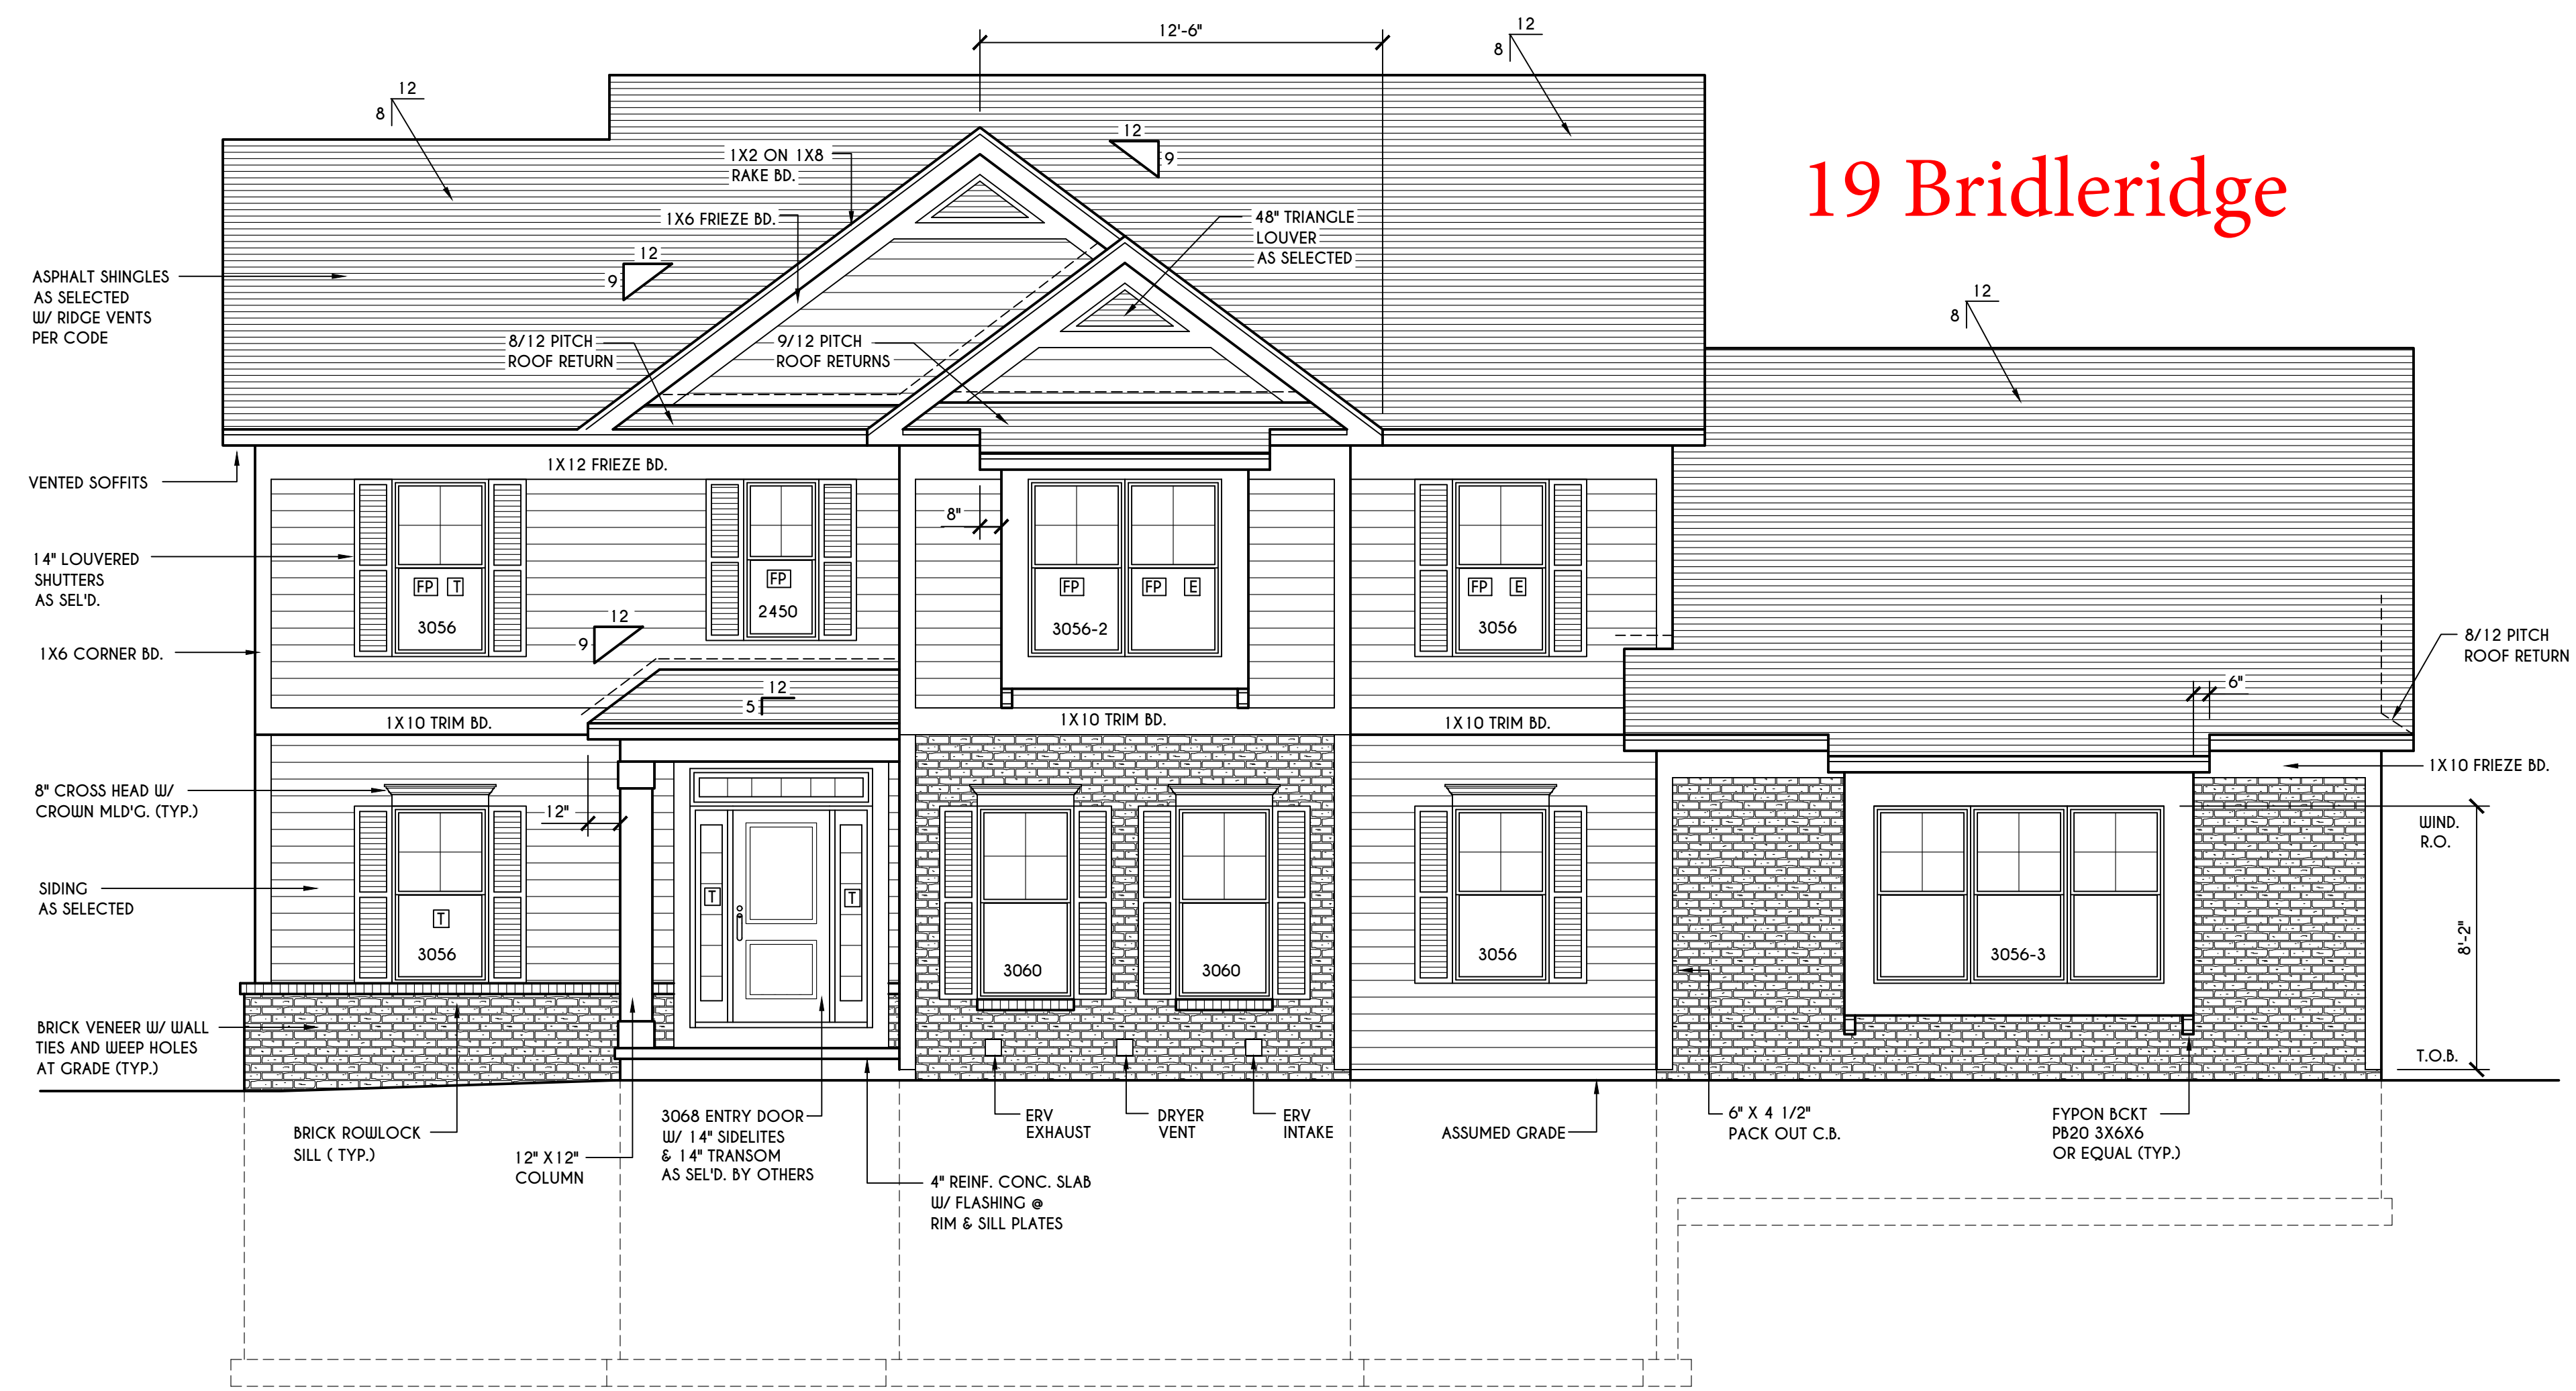 12'-6"
12
8
12
8
12
9
1X2 ON 1X8
RAKE BD.
19 Bridleridge
1X6 FRIEZE BD.
48" TRIANGLE
LOUVER
AS SELECTED
12
9
ASPHALT SHINGLES
AS SELECTED
W/ RIDGE VENTS
PER CODE
12
8
8/12 PITCH
ROOF RETURN
9/12 PITCH
ROOF RETURNS
1X12 FRIEZE BD.
VENTED SOFFITS
8"
14" LOUVERED
SHUTTERS
AS SEL'D.
FP T
3056
FP
2450
FP
FP E
3056-2
FP E
3056
12
9
1X6 CORNER BD.
8/12 PITCH
ROOF RETURN
6"
12
5
1X10 TRIM BD.
1X10 TRIM BD.
1X10 TRIM BD.
1X10 FRIEZE BD.
8" CROSS HEAD W/
CROWN MLD'G. (TYP.)
12"
WIND.
R.O.
SIDING
AS SELECTED
T
3056
T
T
3060
3060
3056
3056-3
8'-2"
BRICK VENEER W/ WALL
TIES AND WEEP HOLES
AT GRADE (TYP.)
T.O.B.
BRICK ROWLOCK
SILL ( TYP.)
12" X12"
COLUMN
3068 ENTRY DOOR
W/ 14" SIDELITES
& 14" TRANSOM
AS SEL'D. BY OTHERS
4" REINF. CONC. SLAB
W/ FLASHING @
RIM & SILL PLATES
ERV
EXHAUST
DRYER
VENT
ERV
INTAKE
ASSUMED GRADE
6" X 4 1/2"
PACK OUT C.B.
FYPON BCKT
PB20 3X6X6
OR EQUAL (TYP.)